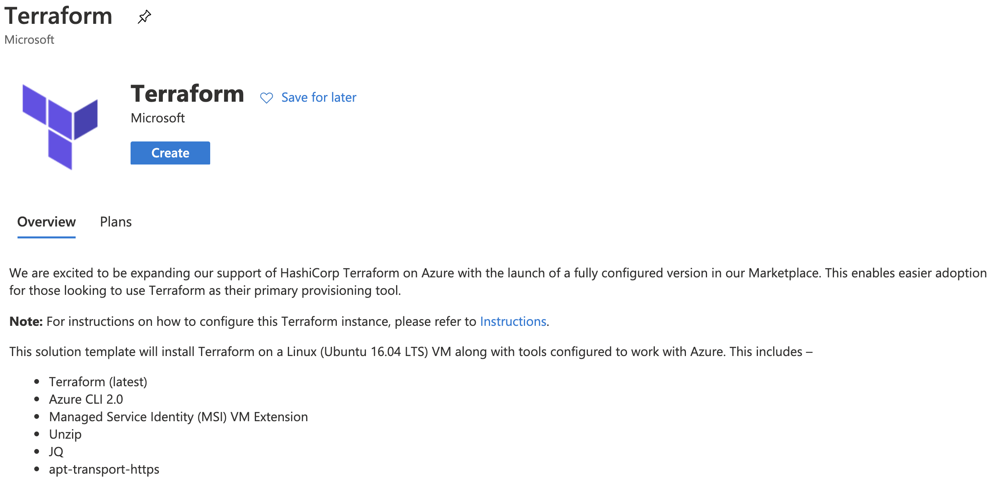 Terraform
Microsoft
Terraform
Save for later
Microsoft
Create
Overview
Plans
We are excited to be expanding our support of HashiCorp Terraform on Azure with the launch of a fully configured version in our Marketplace. This enables easier adoption
for those looking to use Terraform as their primary provisioning tool.
Note: For instructions on how to configure this Terraform instance, please refer to Instructions.
This solution template will install Terraform on a Linux (Ubuntu 16.04 LTS) VM along with tools configured to work with Azure. This includes –
• Terraform (latest)
• Azure CLI 2.0
• Managed Service Identity (MSI) VM Extension
• Unzip
• JQ
• apt-transport-https